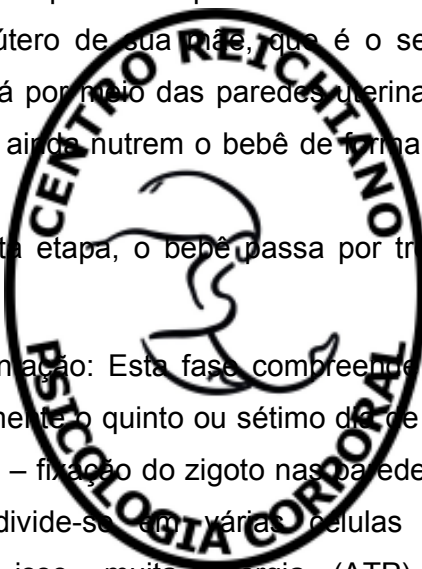 útero de sua mãe, que é o se
á por meio das paredes uterina
ainda nutrem o bebê de forma
ta etapa, o bebê passa por tr
ntação: Esta fase compreende
mente o quinto ou sétimo dia de
– fixação do zigoto nas parede
divide-se em várias células
isso, muita energia (ATP)
CENTRO REICHIANO
PSICOLOGIA CORPORAL